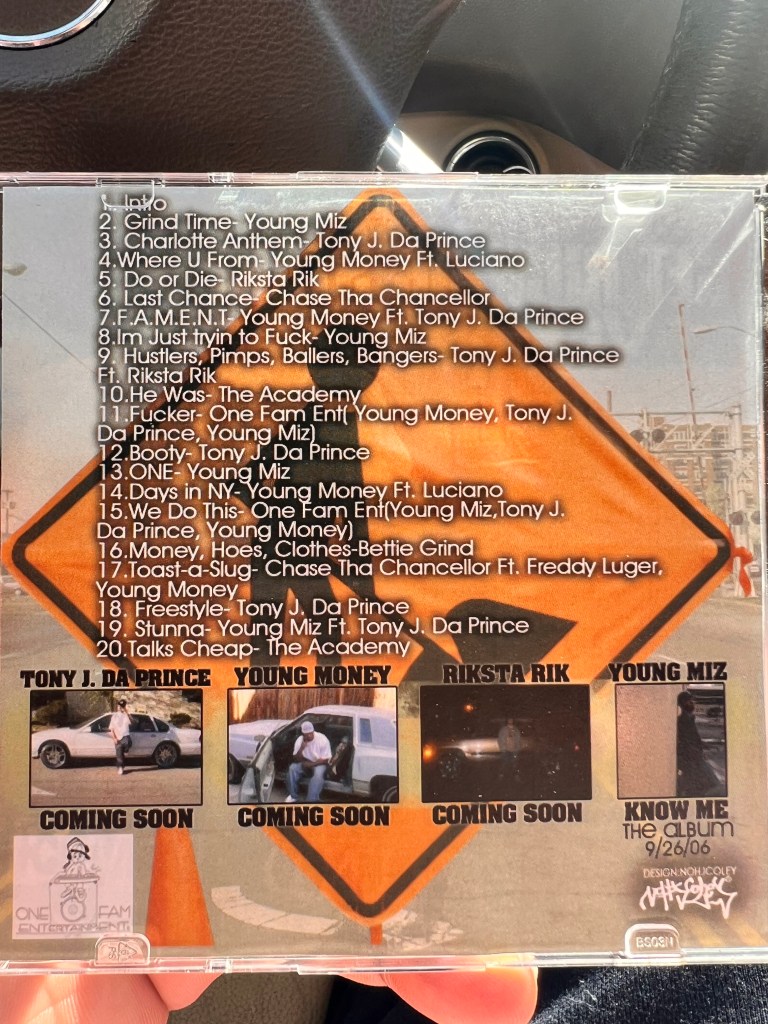 1. Intro
2. Grind Time- Young Miz
3. Charlotte Anthem- Tony J. Da Prince
4.Where U From- Young Money Ft. Luciano
5. Do or Die- Riksta Rik
6. Last Chance- Chase Tha Chancellor
7.F.A.M.E.N.T- Young Money Ft. Tony J. Da Prince
8.Im Just tryin to Fuck- Young Miz
9. Hustlers, Pimps, Ballers, Bangers- Tony J. Da Prince
Ft. Riksta Rik
10.He Was- The Academy
11.Fucker- One Fam Ent( Young Money, Tony J.
Da Prince, Young Miz)
12.Booty- Tony J. Da Prince
13.ONE- Young Miz
14.Days in NY- Young Money Ft. Luciano
15.We Do This- One Fam Ent(Young Miz,Tony J.
Da Prince, Young Money)
16.Money, Hoes, Clothes-Bettie Grind
17.Toast-a-Slug- Chase Tha Chancellor Ft. Freddy Luger,
Young Money
18. Freestyle- Tony J. Da Prince
19. Stunna- Young Miz Ft. Tony J. Da Prince
20.Talks Cheap- The Academy
TONY J. DA PRINCE
COMING SOON
YOUNG MONEY
COMING SOON
RIKSTA RIK
COMING SOON
YOUNG MIZ
KNOW ME
THE ALBUM
9/26/06
DESIGN:NOHJCOLEY
ONE FAM
ENTERTAINMENT
BS08N